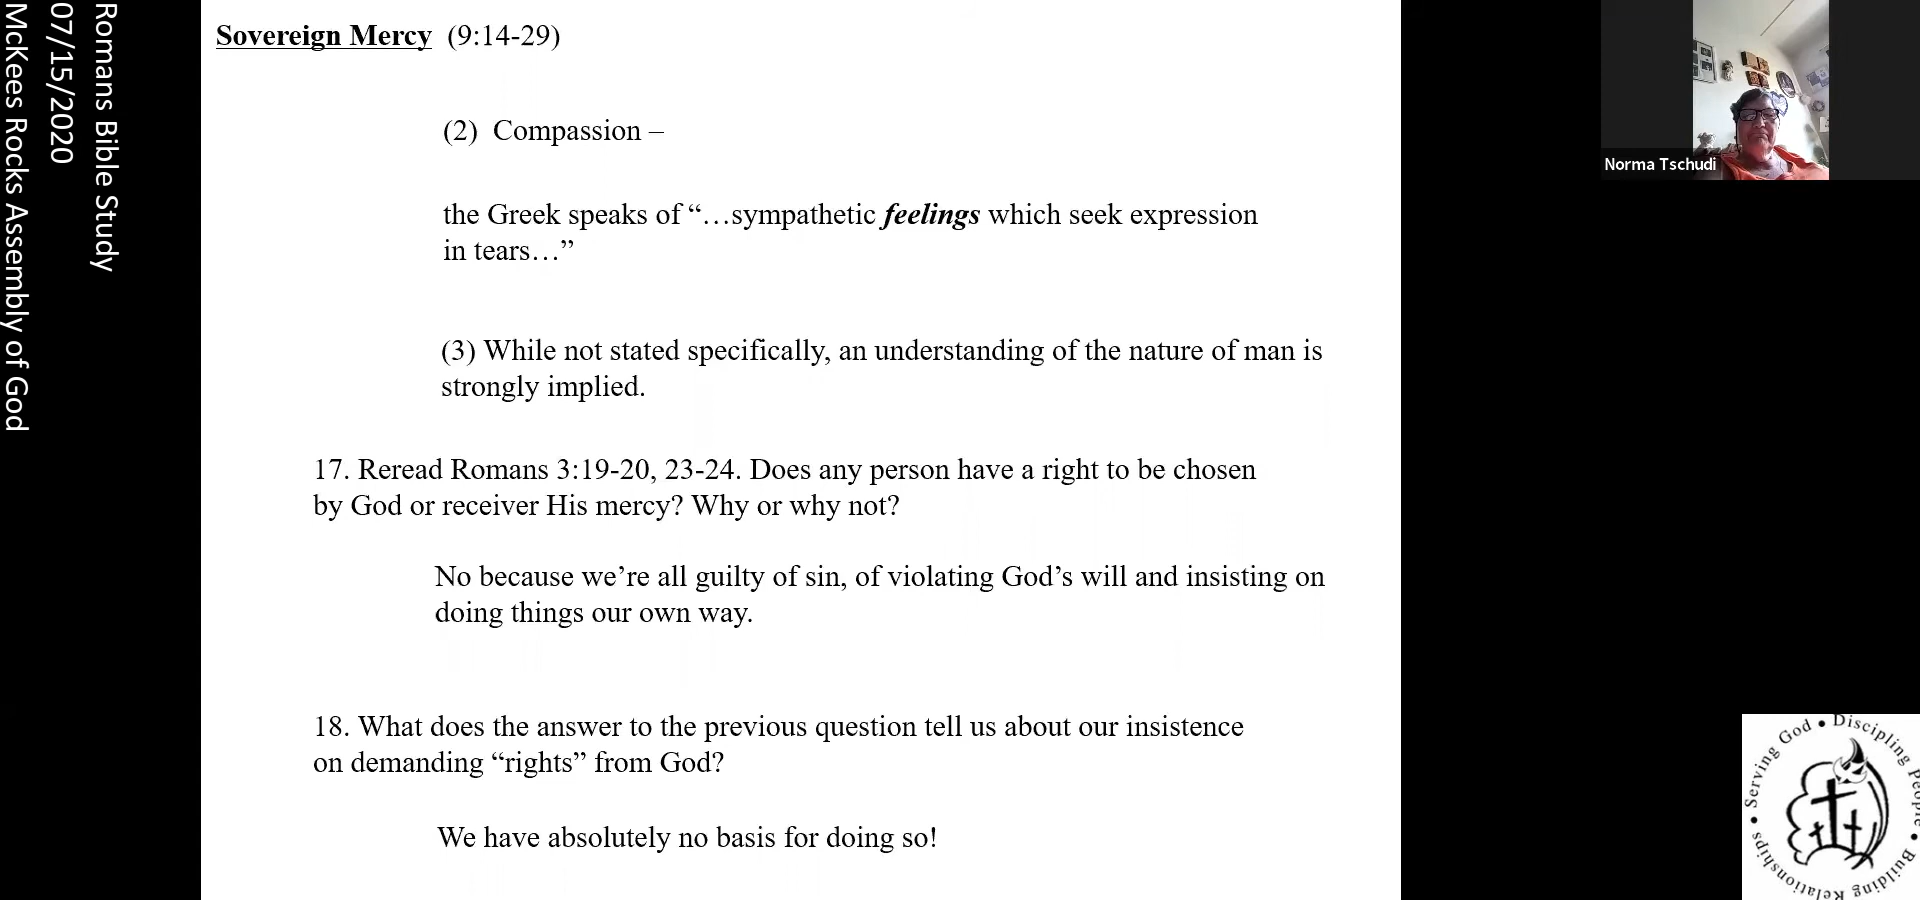 Romans Bible Study
07/15/2020
McKees Rocks Assembly of God
Sovereign Mercy (9:14-29)
(2) Compassion –
the Greek speaks of “…sympathetic feelings which seek expression
in tears…”
(3) While not stated specifically, an understanding of the nature of man is
strongly implied.
17. Reread Romans 3:19-20, 23-24. Does any person have a right to be chosen
by God or receiver His mercy? Why or why not?
No because we’re all guilty of sin, of violating God’s will and insisting on
doing things our own way.
18. What does the answer to the previous question tell us about our insistence
on demanding “rights” from God?
We have absolutely no basis for doing so!
Norma Tschudi
Serving God • Discipling People • Building Relationships •